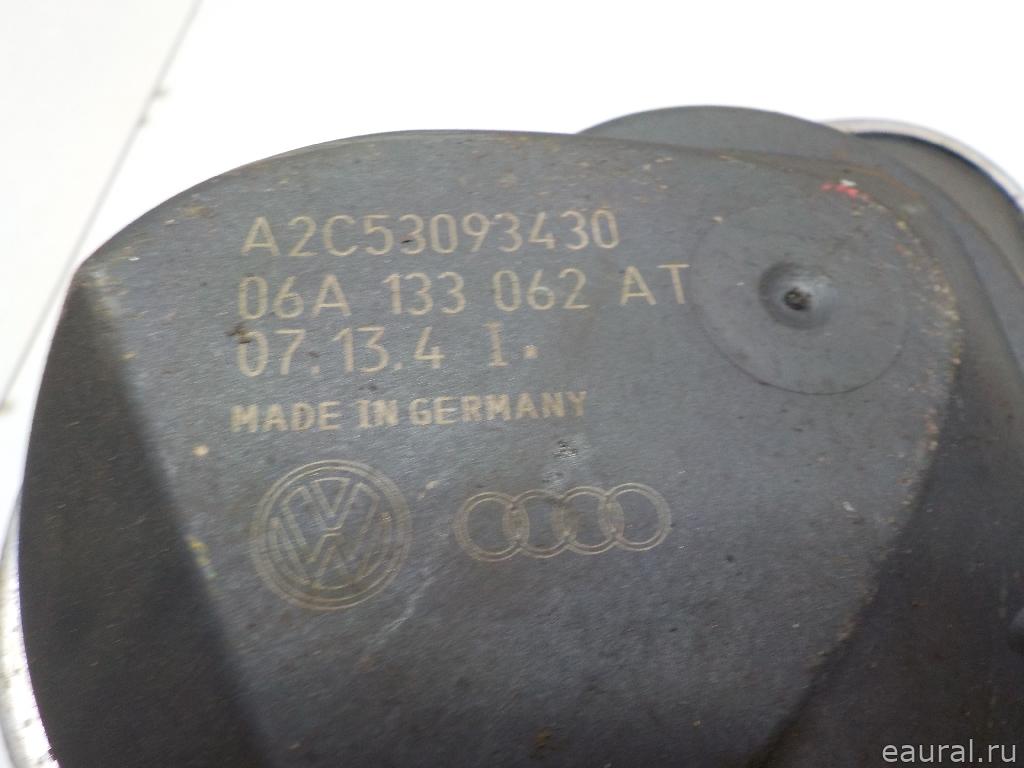 A2C53093430
06A 133 062 AT
07.13.4 I.
MADE IN GERMANY
eaural.ru